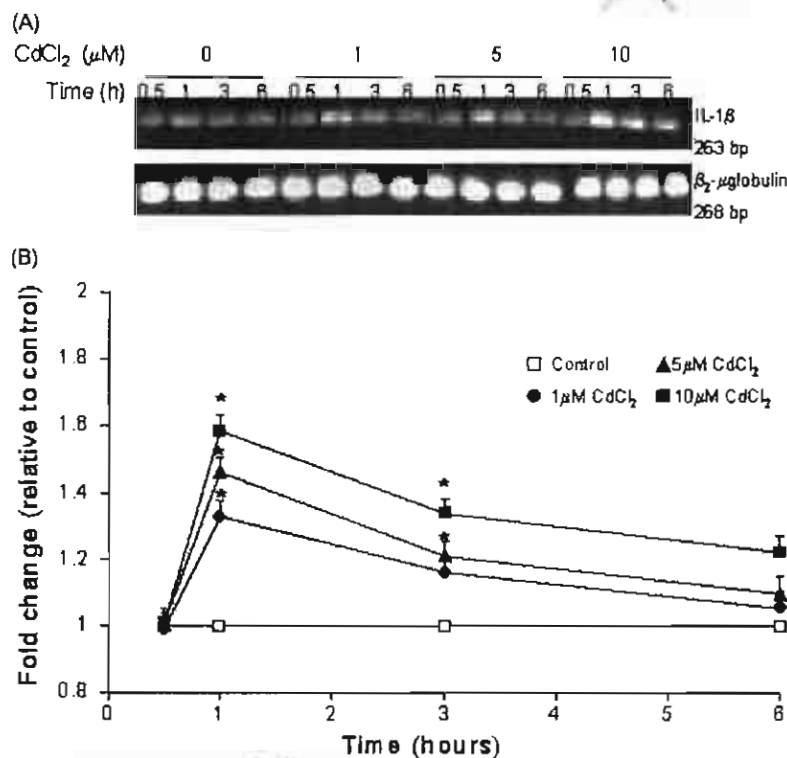 (A)
CdCl₂ (μM) 0 1 5 10
Time (h) 0.5 1 3 6 0.5 1 3 6 0.5 1 3 6 0.5 1 3 6
IL-1β
263 bp
β₂-μglobulin
268 bp
(B)
Fold change (relative to control)
2
1.8
1.6
1.4
1.2
1
0.8
Control
5μM CdCl₂
1μM CdCl₂
10μM CdCl₂
* * * * *
0 1 2 3 4 5 6
Time (hours)